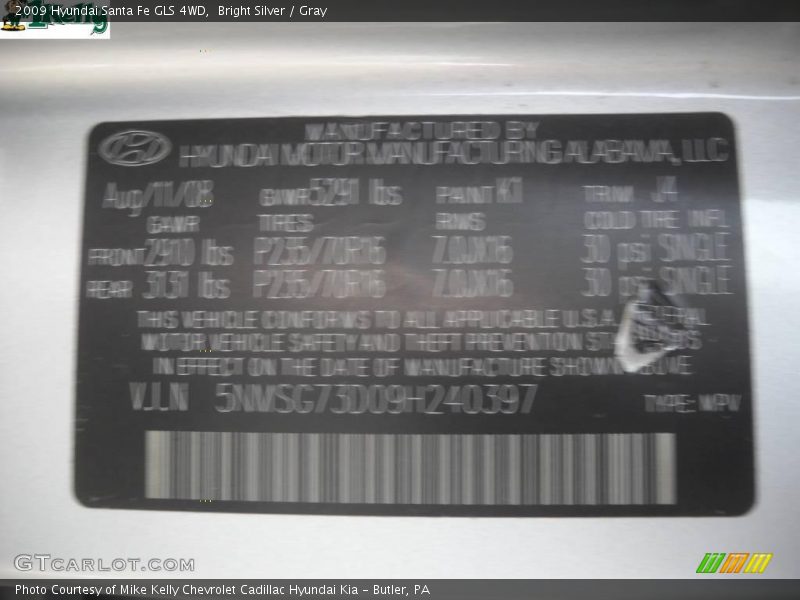 2009 Hyundai Santa Fe GLS 4WD,  Bright Silver / Gray
Kelly
MANUFACTURED BY
HYUNDAI MOTOR MANUFACTURING ALABAMA, LLC
Aug/11/08 GAWR 5291 lbs PAINT K1 TRIM J4
GAWR TIRES RIMS COLD TIRE INFL
FRONT 2910 lbs P235/70R16 7.0JX16 30 psi SINGLE
REAR 3131 lbs P235/70R16 7.0JX16 30 psi SINGLE
THIS VEHICLE CONFORMS TO ALL APPLICABLE U.S.A
MOTOR VEHICLE SAFETY AND THEFT PREVENTION
IN EFFECT ON THE DATE OF MANUFACTURE SHOWN
V.I.N 5NMSG73D09H240397 TYPE: MPV
GTCARLOT.COM
Photo Courtesy of Mike Kelly Chevrolet Cadillac Hyundai Kia - Butler, PA